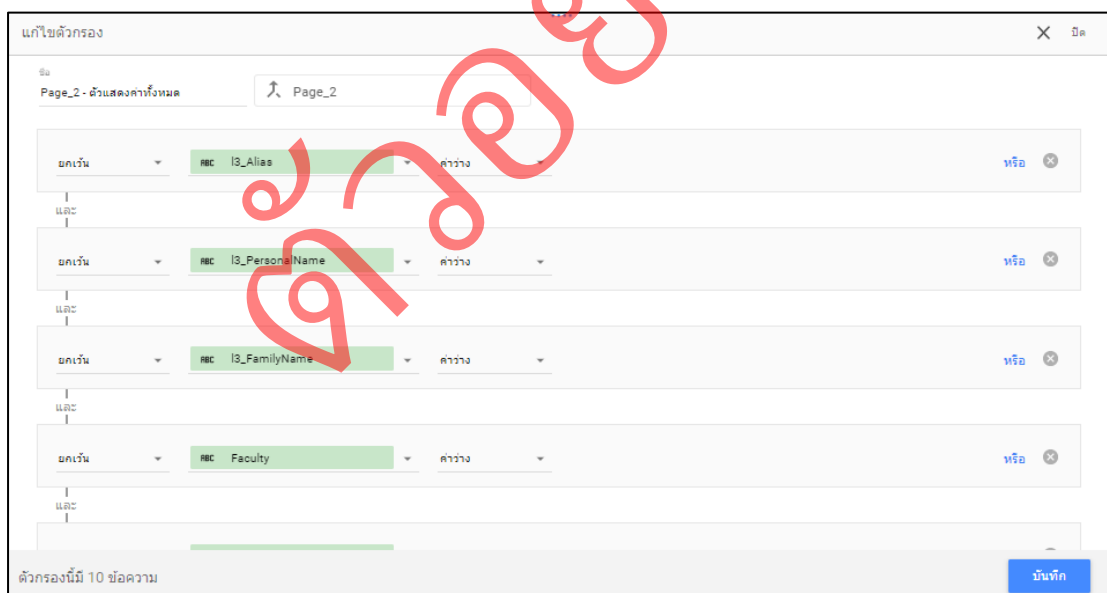 แก้ไขตัวกรอง
ปิด
ชื่อ
Page_2 - ตัวแสดงค่าทั้งหมด
Page_2
ยกเว้น ABC l3_Alias ค่าว่าง หรือ
และ
ยกเว้น ABC l3_PersonalName ค่าว่าง หรือ
และ
ยกเว้น ABC l3_FamilyName ค่าว่าง หรือ
และ
ยกเว้น ABC Faculty ค่าว่าง หรือ
และ
ตัวกรองนี้มี 10 ข้อความ
บันทึก